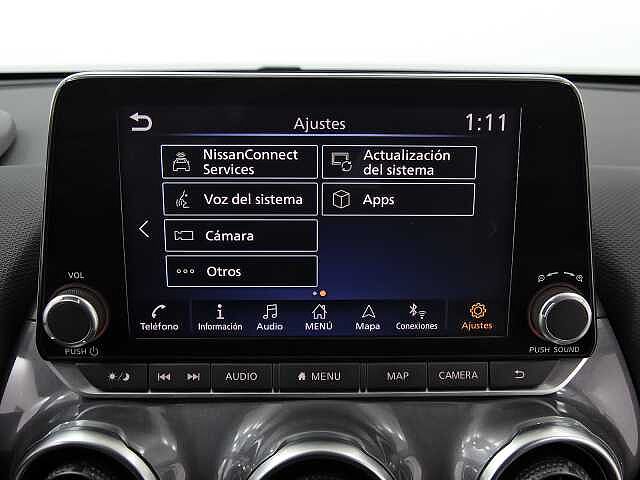 Ajustes
1:11
NissanConnect
Services
Actualización
del sistema
Voz del sistema
Apps
Cámara
Otros
Teléfono
Información
Audio
MENÚ
Mapa
Conexiones
Ajustes
VOL
PUSH
PUSH SOUND
AUDIO
MENU
MAP
CAMERA